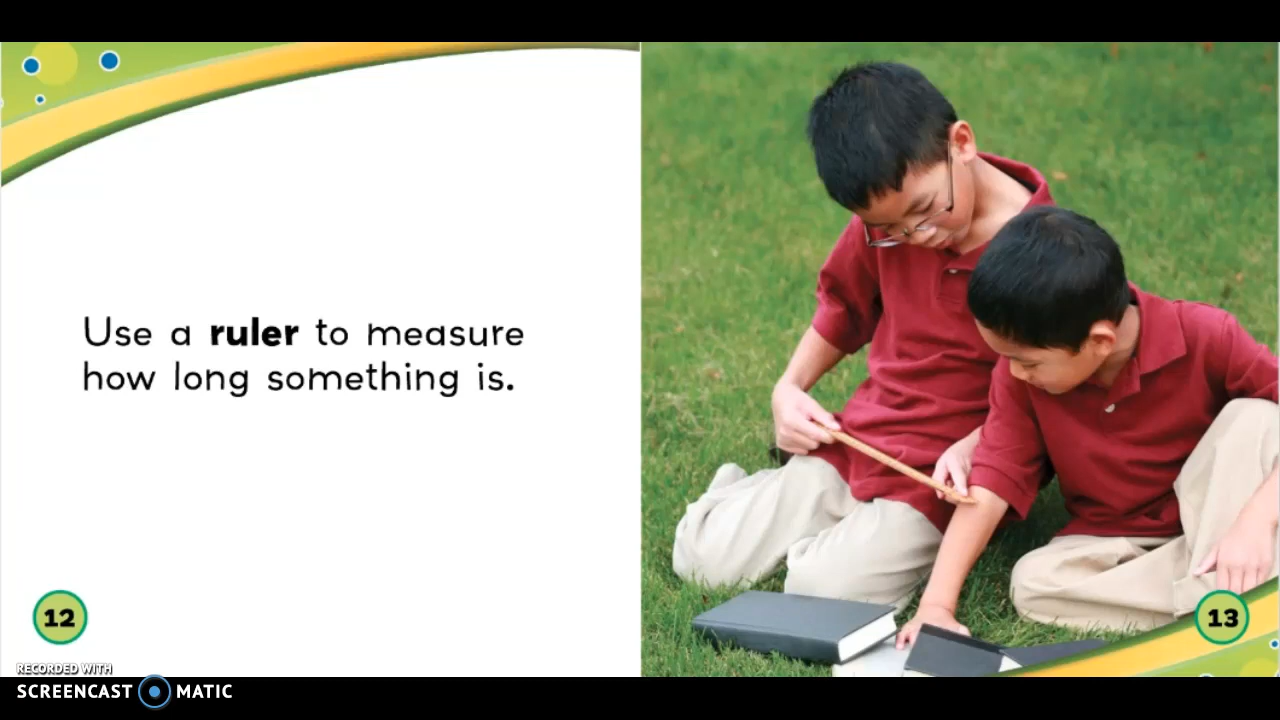 Use a ruler to measure
how long something is.
12
13
RECORDED WITH
SCREENCAST MATIC